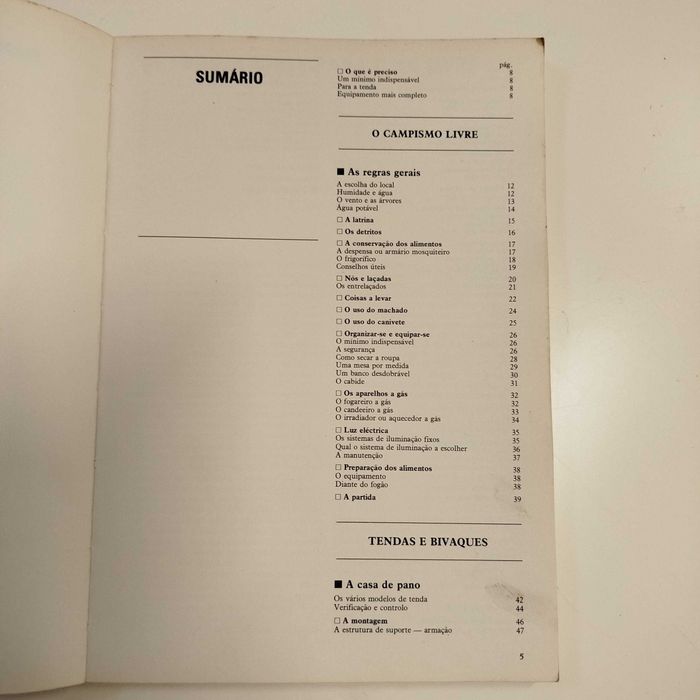 SUMÁRIO
pág.
□ O que é preciso 8
Um mínimo indispensável 8
Para a tenda 8
Equipamento mais completo 8
O CAMPISMO LIVRE
■ As regras gerais
A escolha do local 12
Humidade e água 12
O vento e as árvores 13
Água potável 14
□ A latrina 15
□ Os detritos 16
□ A conservação dos alimentos 17
A despensa ou armário mosquiteiro 17
O frigorífico 18
Conselhos úteis 19
□ Nós e laçadas 20
Os entrelaçados 21
□ Coisas a levar 22
□ O uso do machado 24
□ O uso do canivete 25
□ Organizar-se e equipar-se 26
O mínimo indispensável 26
A segurança 26
Como secar a roupa 28
Uma mesa por medida 29
Um banco desdobrável 30
O cabide 31
□ Os aparelhos a gás 32
O fogareiro a gás 32
O candeeiro a gás 33
O irradiador ou aquecedor a gás 34
□ Luz eléctrica 35
Os sistemas de iluminação fixos 35
Qual o sistema de iluminação a escolher 36
A manutenção 37
□ Preparação dos alimentos 38
O equipamento 38
Diante do fogão 38
□ A partida 39
TENDAS E BIVAQUES
■ A casa de pano
Os vários modelos de tenda 42
Verificação e controlo 44
□ A montagem 46
A estrutura de suporte — armação 47
5